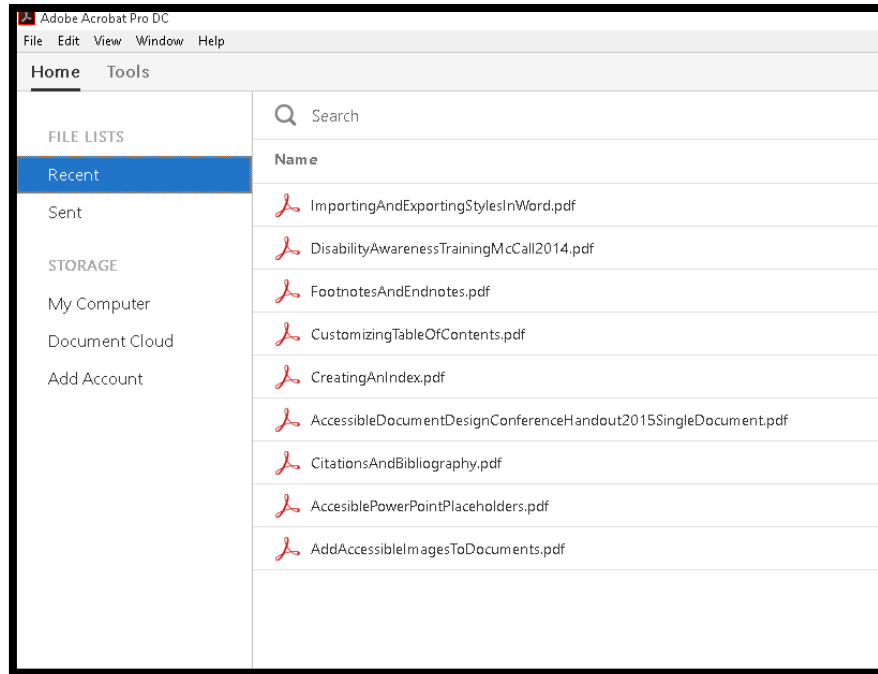 Adobe Acrobat Pro DC
File Edit View Window Help
Home Tools
FILE LISTS
Recent
Sent
STORAGE
My Computer
Document Cloud
Add Account
Search
Name
ImportingAndExportingStylesInWord.pdf
DisabilityAwarenessTrainingMcCall2014.pdf
FootnotesAndEndnotes.pdf
CustomizingTableOfContents.pdf
CreatingAnIndex.pdf
AccessibleDocumentDesignConferenceHandout2015SingleDocument.pdf
CitationsAndBibliography.pdf
AccesiblePowerPointPlaceholders.pdf
AddAccessibleImagesToDocuments.pdf